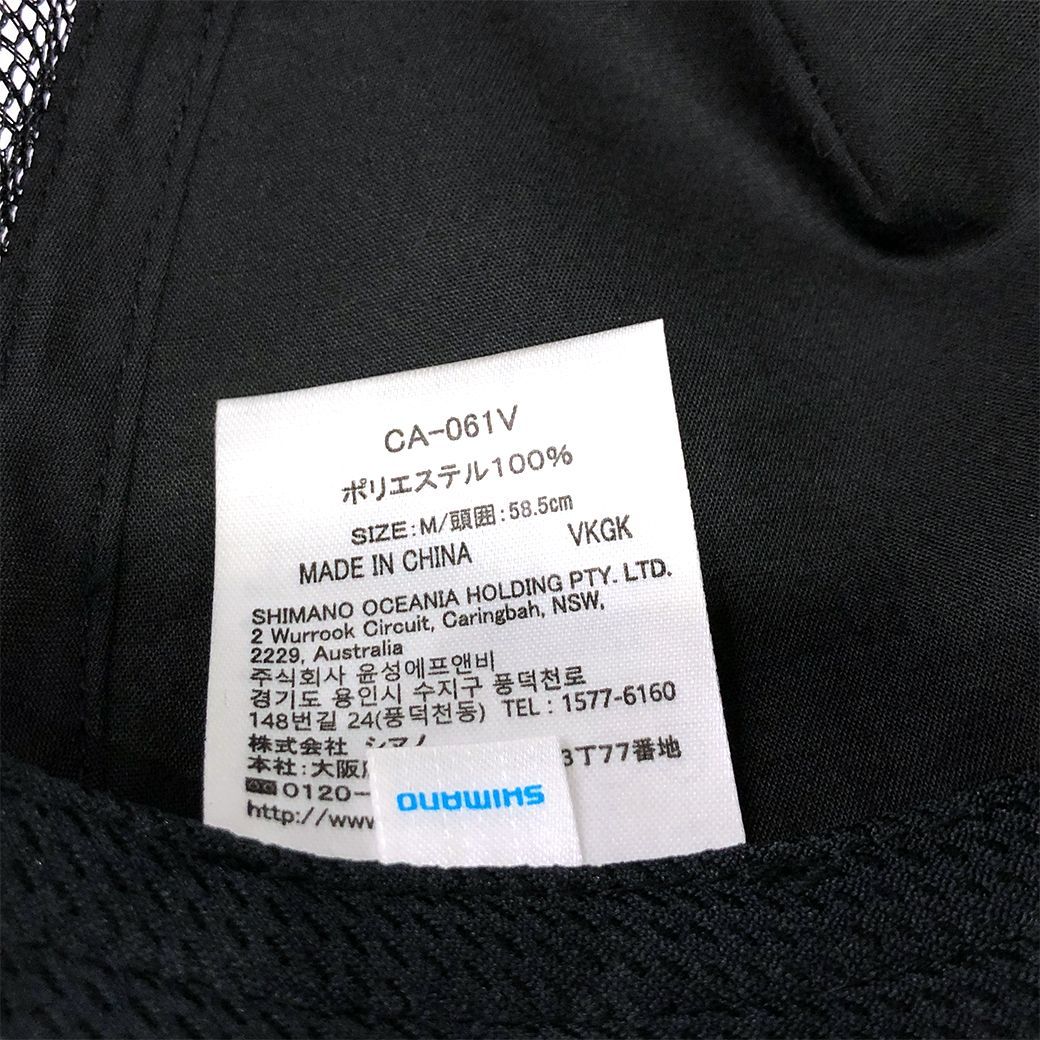 CA-061V
ポリエステル100%
SIZE:M/頭囲:58.5cm
MADE IN CHINA VKGK
SHIMANO OCEANIA HOLDING PTY. LTD.
2 Wurrook Circuit, Caringbah, NSW,
2229, Australia
주식회사 윤성에프앤비
경기도 용인시 수지구 풍덕천로
148번길 24(풍덕천동) TEL : 1577-6160
株式会社 シマノ
本社:大阪 3丁77番地
0120-
http://www
SHIMANO